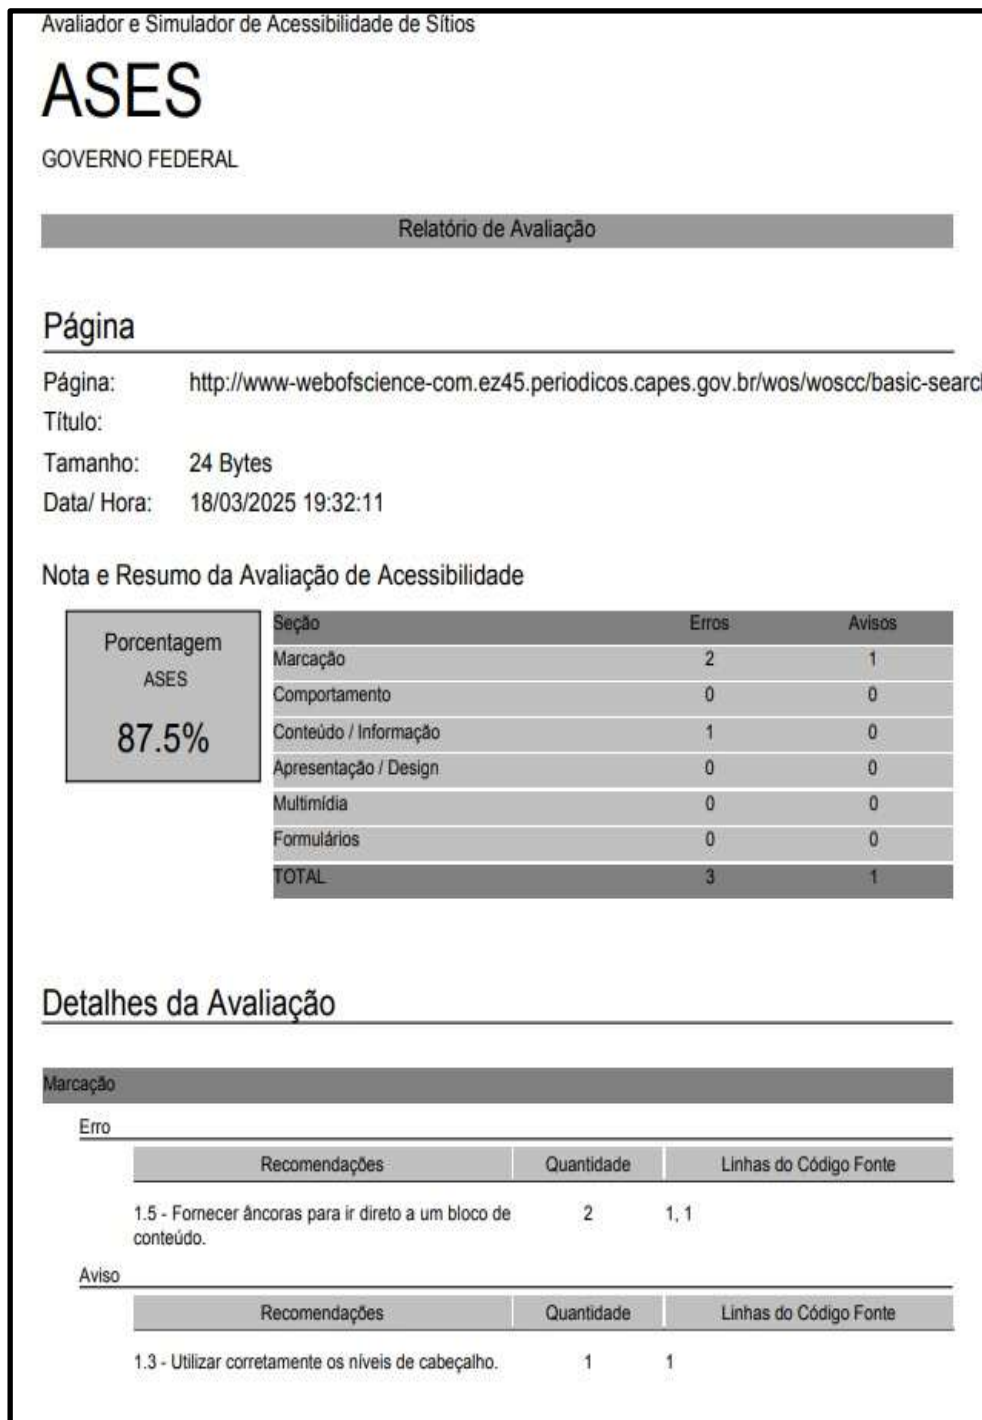 Avaliador e Simulador de Acessibilidade de Sítios
ASES
GOVERNO FEDERAL
Relatório de Avaliação
Página
Página: http://www-webofscience-com.ez45.periodicos.capes.gov.br/wos/woscc/basic-search
Título:
Tamanho: 24 Bytes
Data/ Hora: 18/03/2025 19:32:11
Nota e Resumo da Avaliação de Acessibilidade
Porcentagem
ASES
87.5%
Seção Erros Avisos
Marcação 2 1
Comportamento 0 0
Conteúdo / Informação 1 0
Apresentação / Design 0 0
Multimídia 0 0
Formulários 0 0
TOTAL 3 1
Detalhes da Avaliação
Marcação
Erro
Recomendações Quantidade Linhas do Código Fonte
1.5 - Fornecer âncoras para ir direto a um bloco de 2 1, 1
conteúdo.
Aviso
Recomendações Quantidade Linhas do Código Fonte
1.3 - Utilizar corretamente os níveis de cabeçalho. 1 1